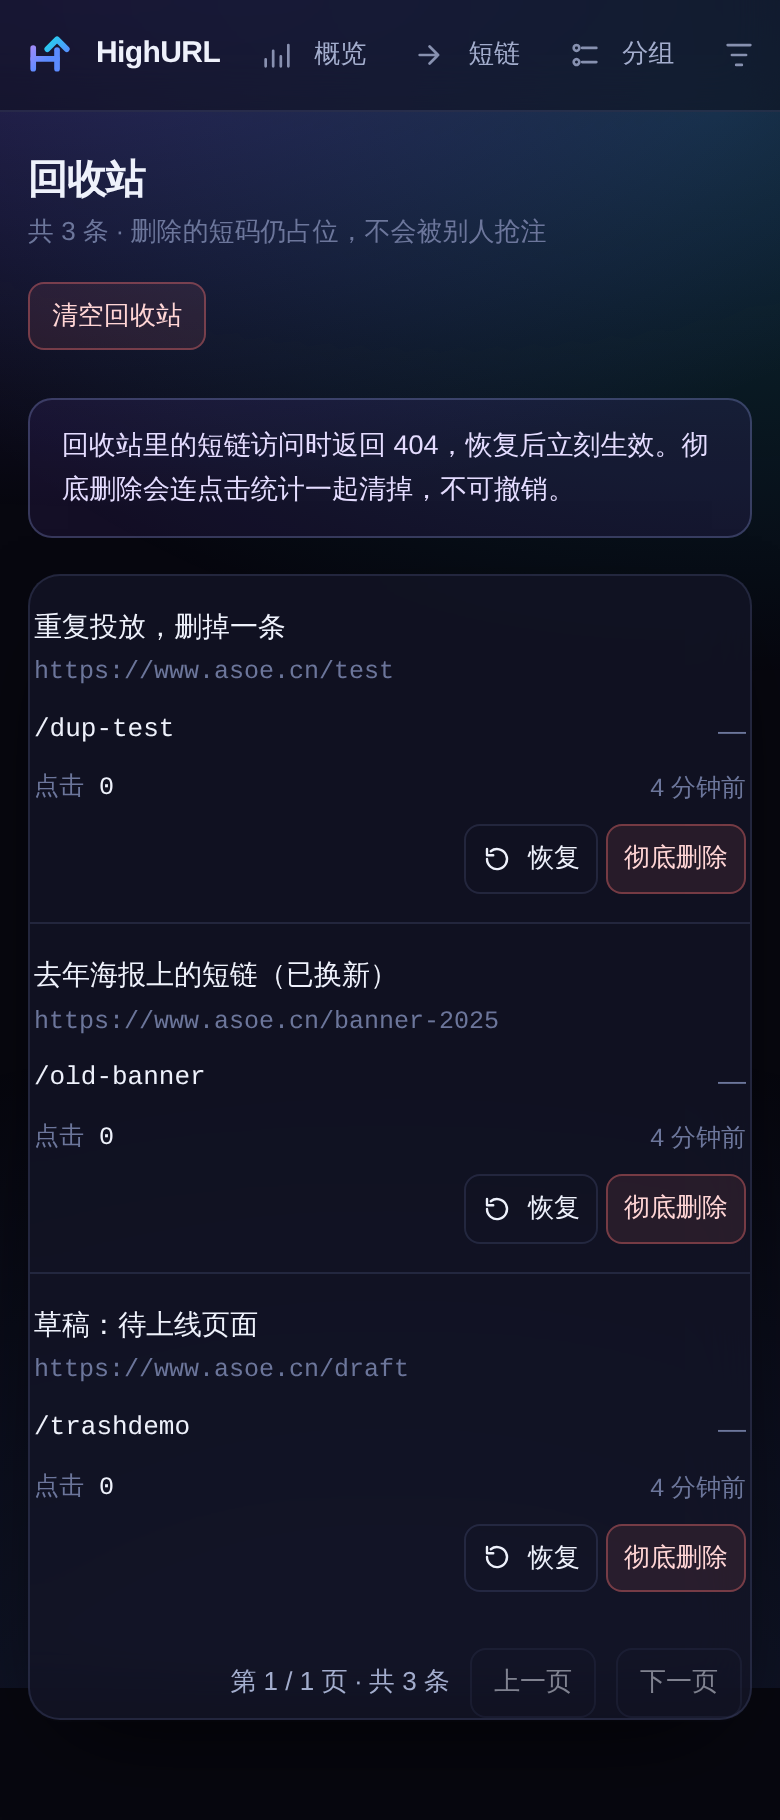 HighURL 概览 短链 分组
回收站
共 3 条 · 删除的短码仍占位，不会被别人抢注
清空回收站
回收站里的短链访问时返回 404，恢复后立刻生效。彻
底删除会连点击统计一起清掉，不可撤销。
重复投放，删掉一条
https://www.asoe.cn/test
/dup-test —
点击 0 4 分钟前
恢复 彻底删除
去年海报上的短链（已换新）
https://www.asoe.cn/banner-2025
/old-banner —
点击 0 4 分钟前
恢复 彻底删除
草稿：待上线页面
https://www.asoe.cn/draft
/trashdemo —
点击 0 4 分钟前
恢复 彻底删除
第 1 / 1 页 · 共 3 条 上一页 下一页